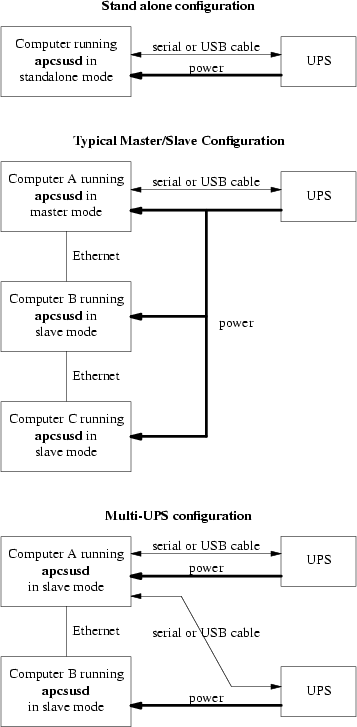 Stand alone configuration
Computer running
apcsusd in
standalone mode
serial or USB cable
power
UPS
Typical Master/Slave Configuration
Computer A running
apcsusd in
master mode
serial or USB cable
UPS
Ethernet
Computer B running
apcsusd in
slave mode
power
Ethernet
Computer C running
apcsusd in
slave mode
Multi-UPS configuration
Computer A running
apcsusd
in slave mode
serial or USB cable
power
UPS
Ethernet
serial or USB cable
Computer B running
apcsusd
in slave mode
power
UPS